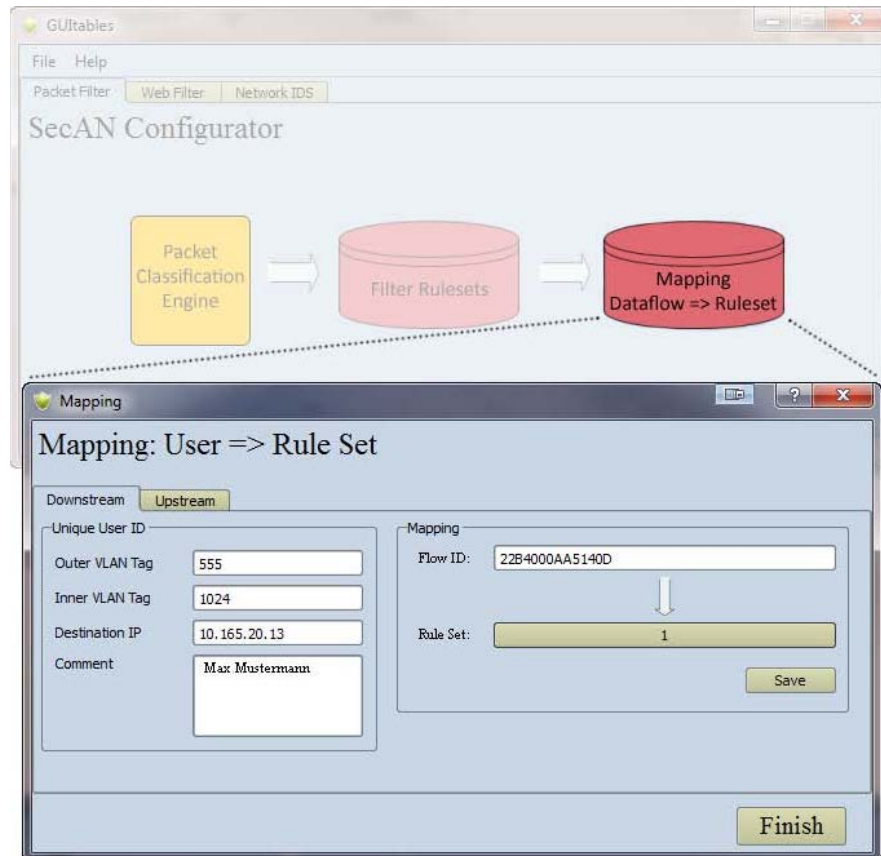 GUItables
File Help
Packet Filter Web Filter Network IDS
SecAN Configurator
Packet
Classification
Engine
Filter Rulesets
Mapping
Dataflow => Ruleset
Mapping
Mapping: User => Rule Set
Downstream Upstream
Unique User ID
Outer VLAN Tag 555
Inner VLAN Tag 1024
Destination IP 10.165.20.13
Comment Max Mustermann
Mapping
Flow ID: 22B4000AA5140D
Rule Set: 1
Save
Finish